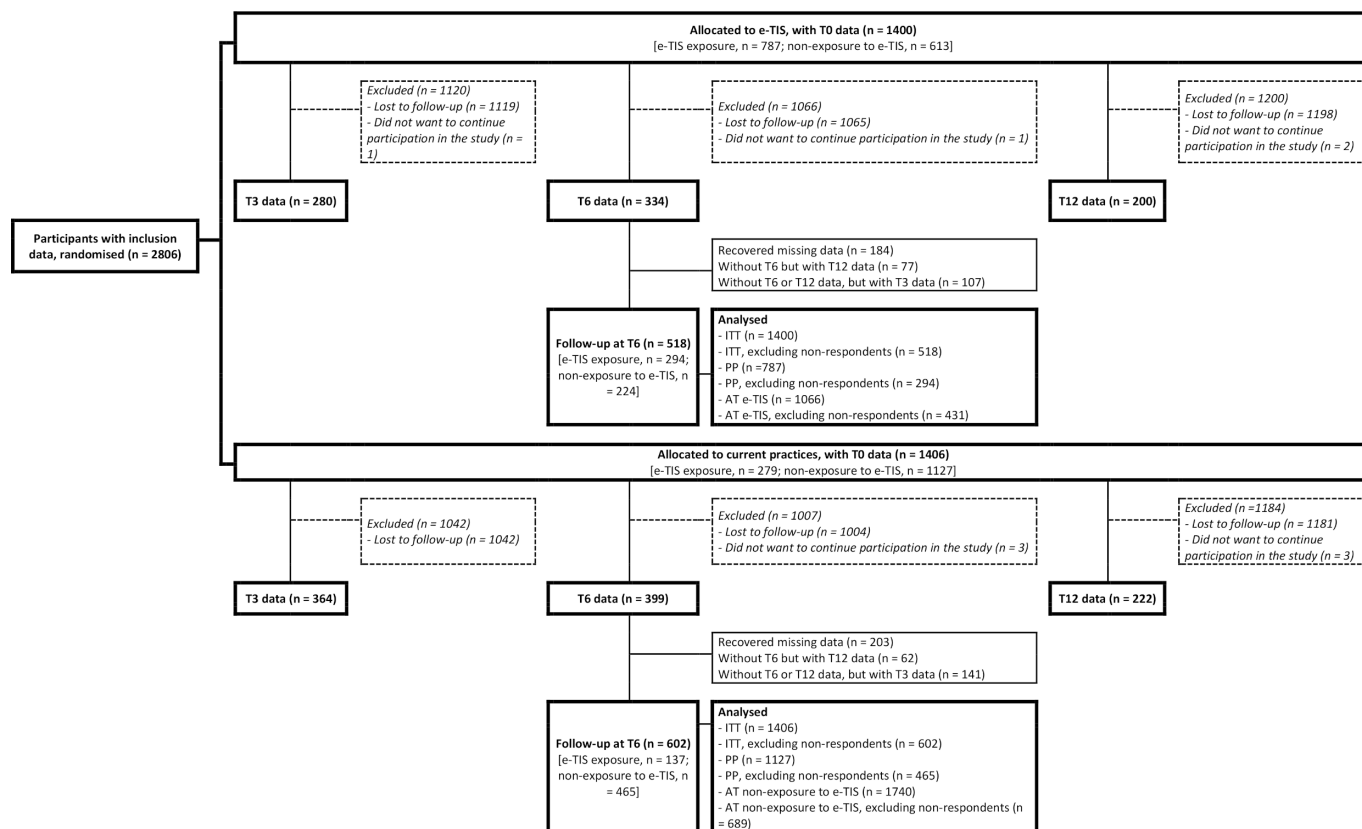 Allocated to e-TIS, with T0 data (n = 1400)
[e-TIS exposure, n = 787; non-exposure to e-TIS, n = 613]
Excluded (n = 1120)
- Lost to follow-up (n = 1119)
- Did not want to continue
participation in the study (n =
1)
Excluded (n = 1066)
- Lost to follow-up (n = 1065)
- Did not want to continue participation in the study (n = 1)
Excluded (n = 1200)
- Lost to follow-up (n = 1198)
- Did not want to continue
participation in the study (n = 2)
T3 data (n = 280)
T6 data (n = 334)
T12 data (n = 200)
Participants with inclusion
data, randomised (n = 2806)
Recovered missing data (n = 184)
Without T6 but with T12 data (n = 77)
Without T6 or T12 data, but with T3 data (n = 107)
Follow-up at T6 (n = 518)
[e-TIS exposure, n = 294;
non-exposure to e-TIS, n
= 224]
Analysed
- ITT (n = 1400)
- ITT, excluding non-respondents (n = 518)
- PP (n =787)
- PP, excluding non-respondents (n = 294)
- AT e-TIS (n = 1066)
- AT e-TIS, excluding non-respondents (n = 431)
Allocated to current practices, with T0 data (n = 1406)
[e-TIS exposure, n = 279; non-exposure to e-TIS, n = 1127]
Excluded (n = 1042)
- Lost to follow-up (n = 1042)
Excluded (n = 1007)
- Lost to follow-up (n = 1004)
- Did not want to continue participation in the study (n = 3)
Excluded (n =1184)
- Lost to follow-up (n = 1181)
- Did not want to continue
participation in the study (n = 3)
T3 data (n = 364)
T6 data (n = 399)
T12 data (n = 222)
Recovered missing data (n = 203)
Without T6 but with T12 data (n = 62)
Without T6 or T12 data, but with T3 data (n = 141)
Follow-up at T6 (n = 602)
[e-TIS exposure, n = 137;
non-exposure to e-TIS, n
= 465]
Analysed
- ITT (n = 1406)
- ITT, excluding non-respondents (n = 602)
- PP (n = 1127)
- PP, excluding non-respondents (n = 465)
- AT non-exposure to e-TIS (n = 1740)
- AT non-exposure to e-TIS, excluding non-respondents (n
= 689)